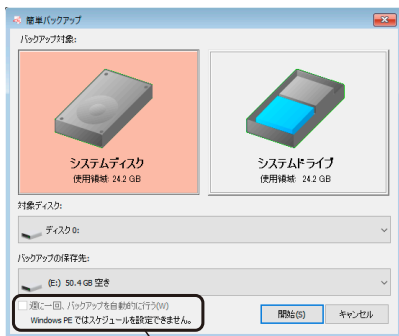 簡単バックアップ
バックアップ対象:
システムディスク
使用領域: 24.2 GB
システムドライブ
使用領域: 24.2 GB
対象ディスク:
ディスク 0:
バックアップの保存先:
(E:) 50.4 GB 空き
週に一回、バックアップを自動的に行う(W)
Windows PE ではスケジュールを設定できません。
開始(S)
キャンセル